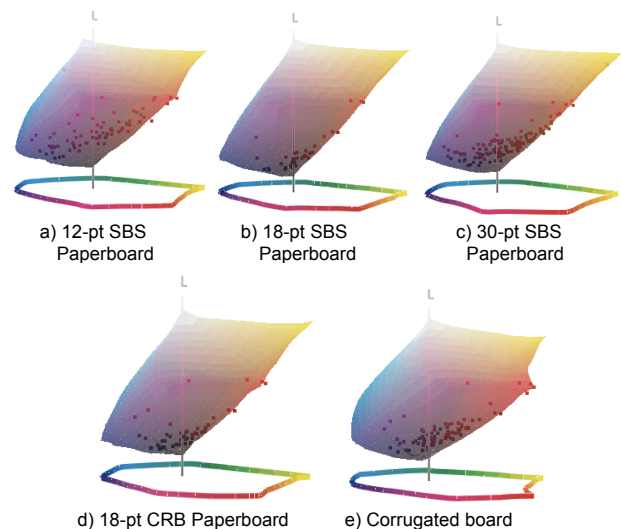 L
L
L
a) 12-pt SBS
Paperboard
b) 18-pt SBS
Paperboard
c) 30-pt SBS
Paperboard
L
L
d) 18-pt CRB Paperboard
e) Corrugated board